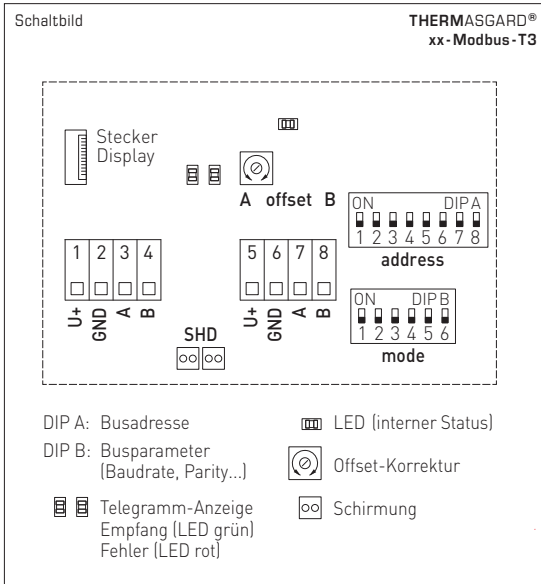 Schaltbild
THERMASGARD®
xx-Modbus-T3
Stecker
Display
A offset B
ON DIP A
1 2 3 4 5 6 7 8
address
1 2 3 4
U+ GND A B
5 6 7 8
U+ GND A B
SHD
ON DIP B
1 2 3 4 5 6
mode
DIP A: Busadresse
DIP B: Busparameter
(Baudrate, Parity...)
Telegramm-Anzeige
Empfang (LED grün)
Fehler (LED rot)
LED (interner Status)
Offset-Korrektur
Schirmung